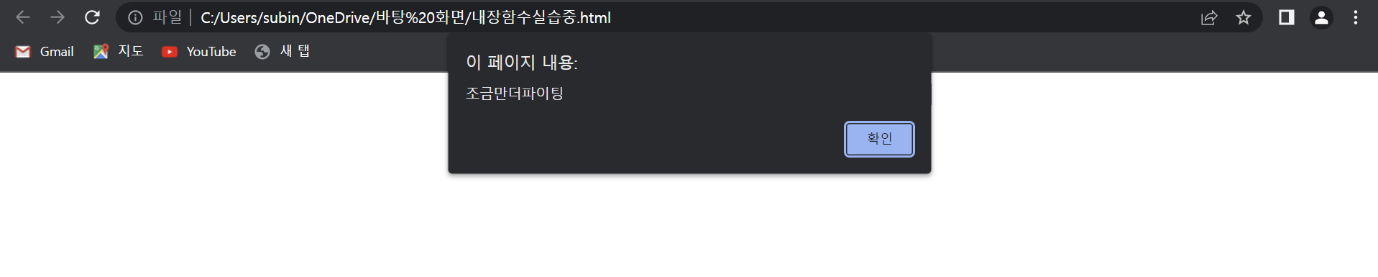 파일 C:/Users/subin/OneDrive/바탕%20화면/내장함수실습중.html
Gmail 지도 YouTube 새 탭
이 페이지 내용:
조금만더파이팅
확인